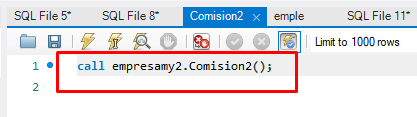 SQL File 5* SQL File 8* Comision2 emple SQL File 11*
Limit to 1000 rows
1 call empresamy2.Comision2();
2